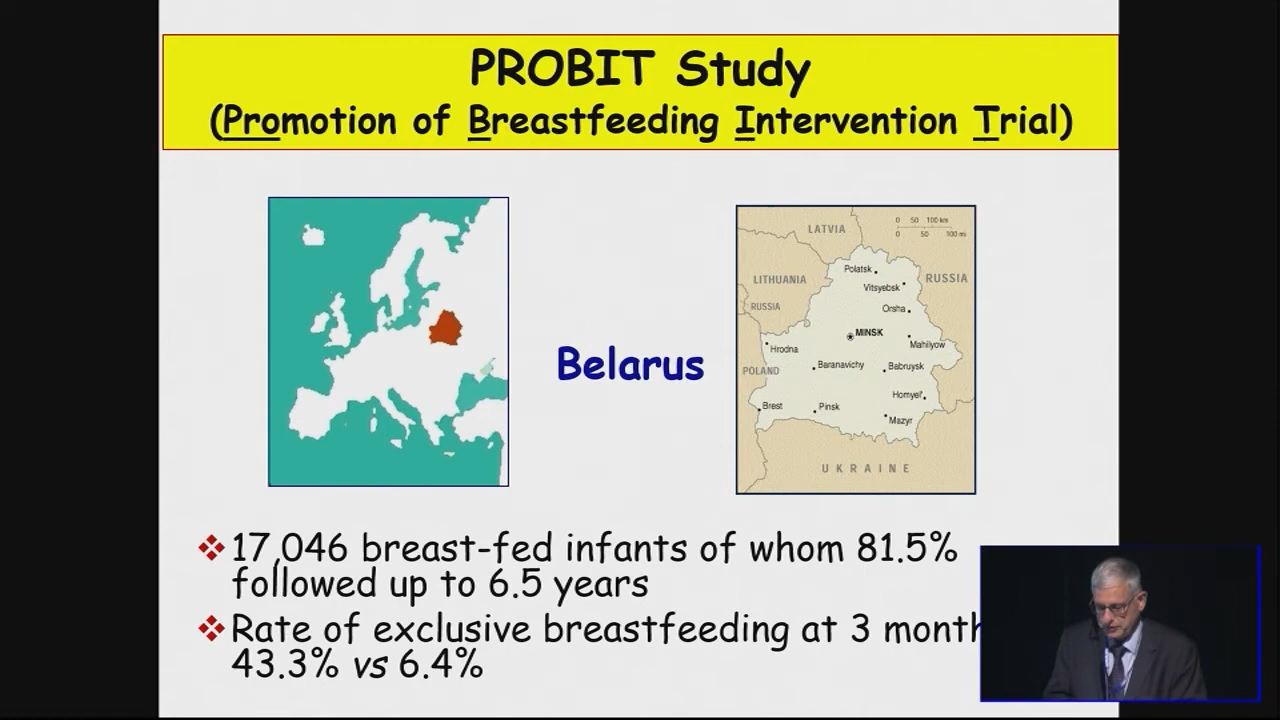 PROBIT Study
(Promotion of Breastfeeding Intervention Trial)
LATVIA
0 50 100 km
0 50 100 mi
LITHUANIA
RUSSIA
RUSSIA
POLAND
UKRAINE
Polatsk
Vitsyebsk
Orsha
MINSK
Mahilyow
Hrodna
Baranavichy
Babruysk
Homyel'
Brest
Pinsk
Mazyr
Belarus
❖ 17,046 breast-fed infants of whom 81.5%
followed up to 6.5 years
❖ Rate of exclusive breastfeeding at 3 month
43.3% vs 6.4%